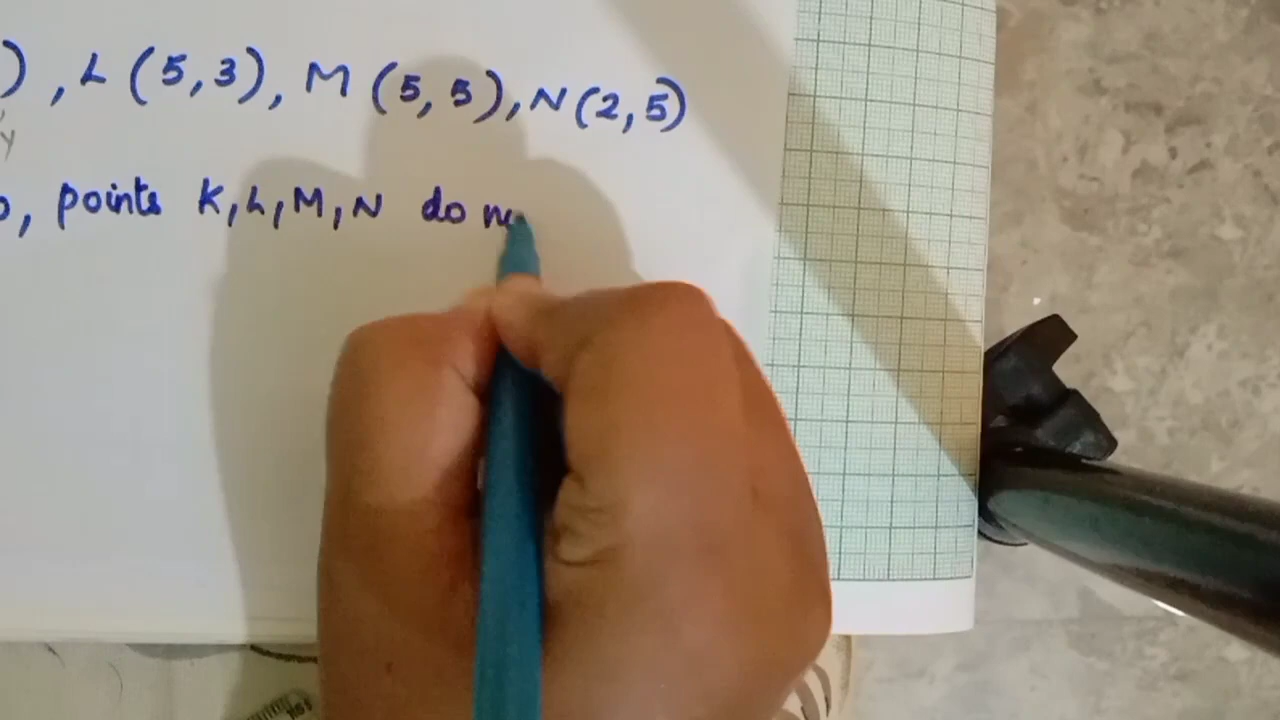 ), L (5,3), M (5,5), N(2,5)
y
, points K,L,M,N do